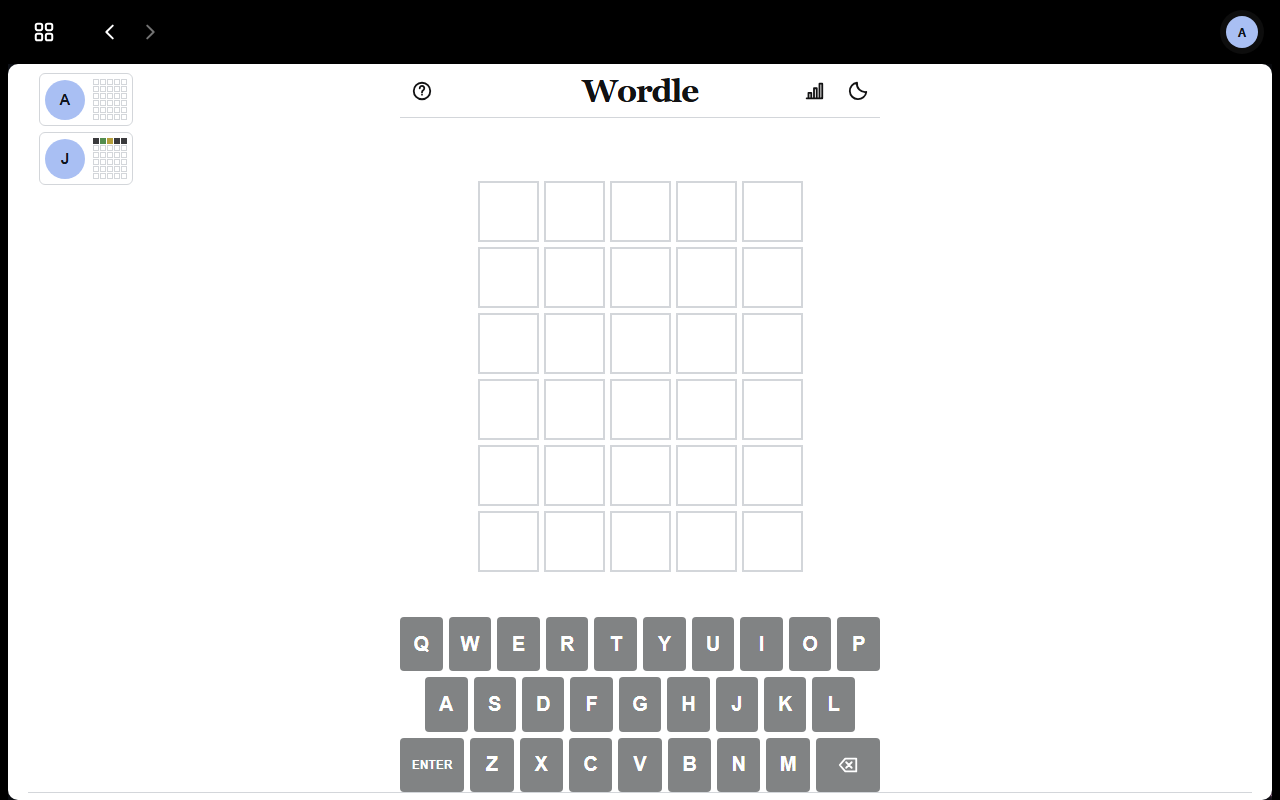 A
A
Wordle
J
Q W E R T Y U I O P
A S D F G H J K L
ENTER Z X C V B N M